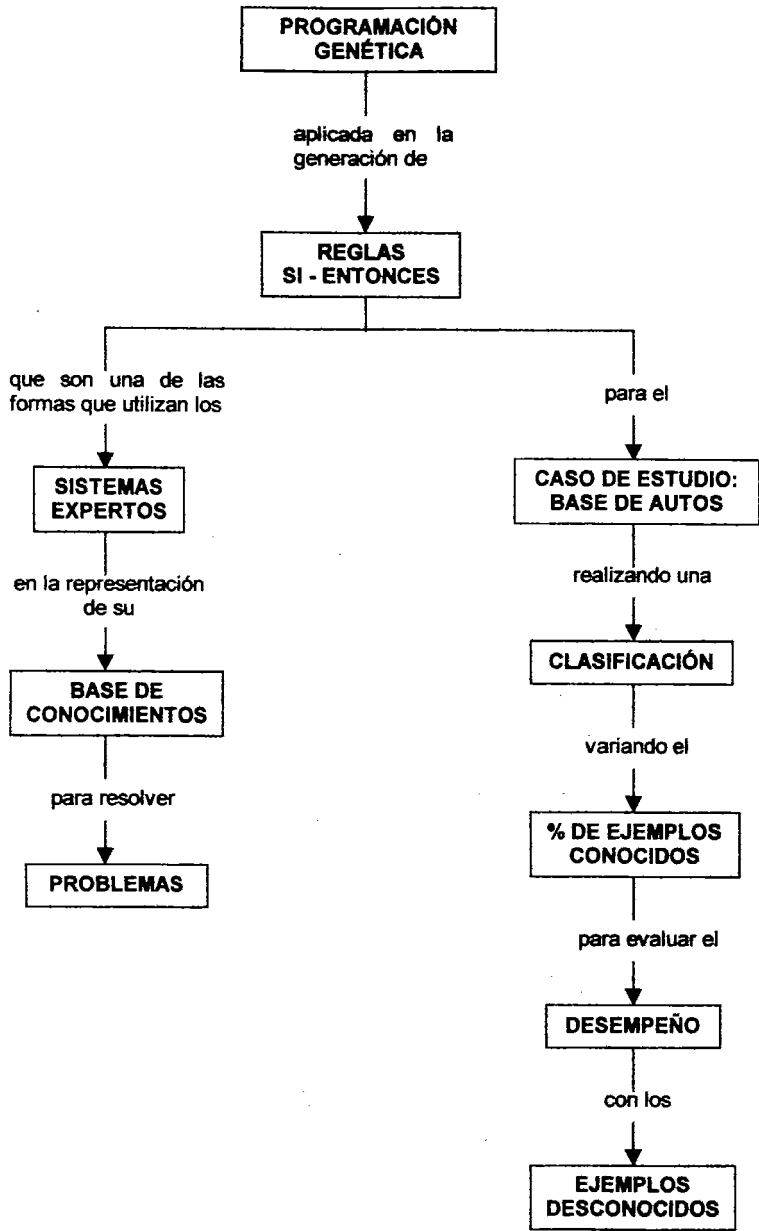 PROGRAMACIÓN
GENÉTICA
aplicada en la
generación de
REGLAS
SI - ENTONCES
que son una de las
formas que utilizan los
SISTEMAS
EXPERTOS
en la representación
de su
BASE DE
CONOCIMIENTOS
para resolver
PROBLEMAS
para el
CASO DE ESTUDIO:
BASE DE AUTOS
realizando una
CLASIFICACIÓN
variando el
% DE EJEMPLOS
CONOCIDOS
para evaluar el
DESEMPEÑO
con los
EJEMPLOS
DESCONOCIDOS